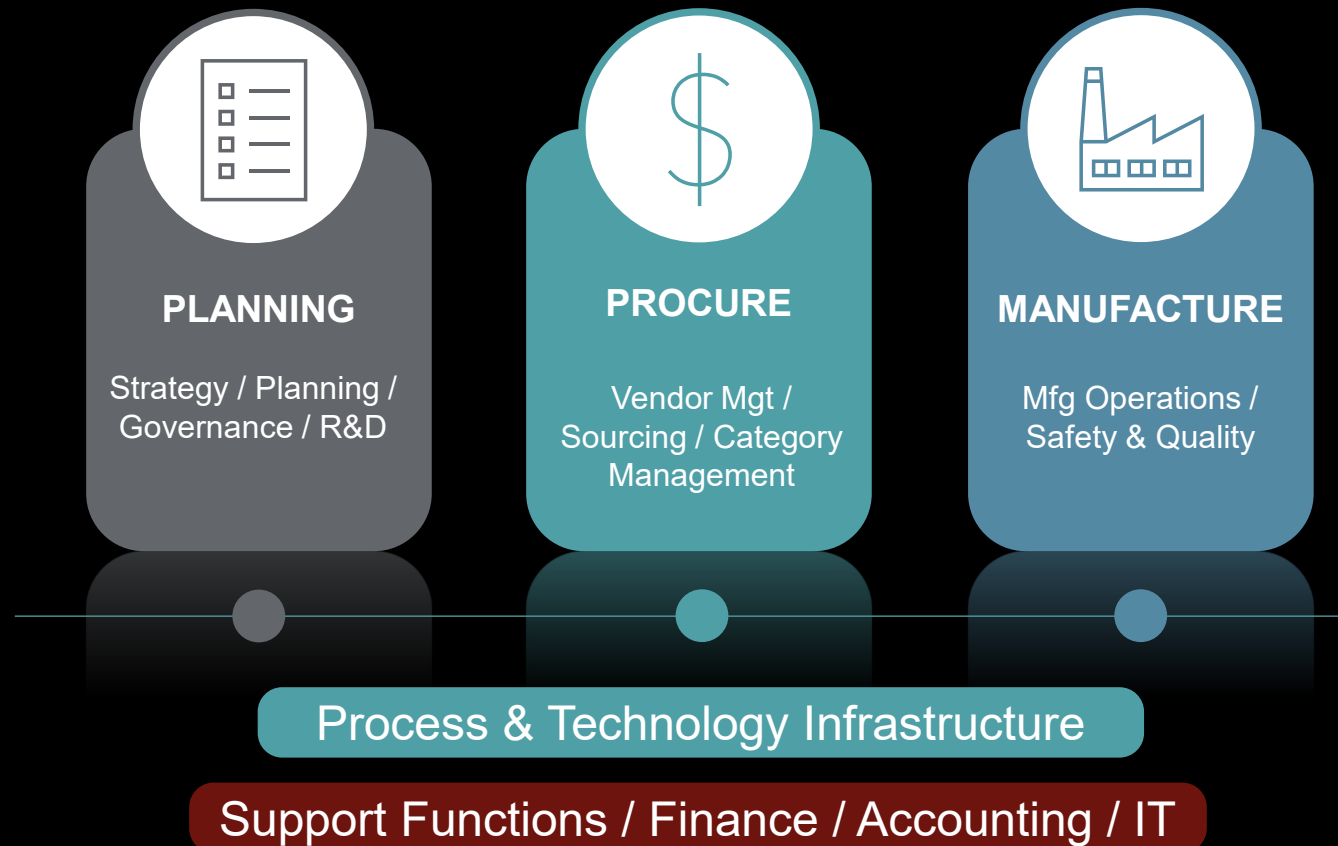 PLANNING
Strategy / Planning /
Governance / R&D
PROCURE
Vendor Mgt /
Sourcing / Category
Management
MANUFACTURE
Mfg Operations /
Safety & Quality
Process & Technology Infrastructure
Support Functions / Finance / Accounting / IT